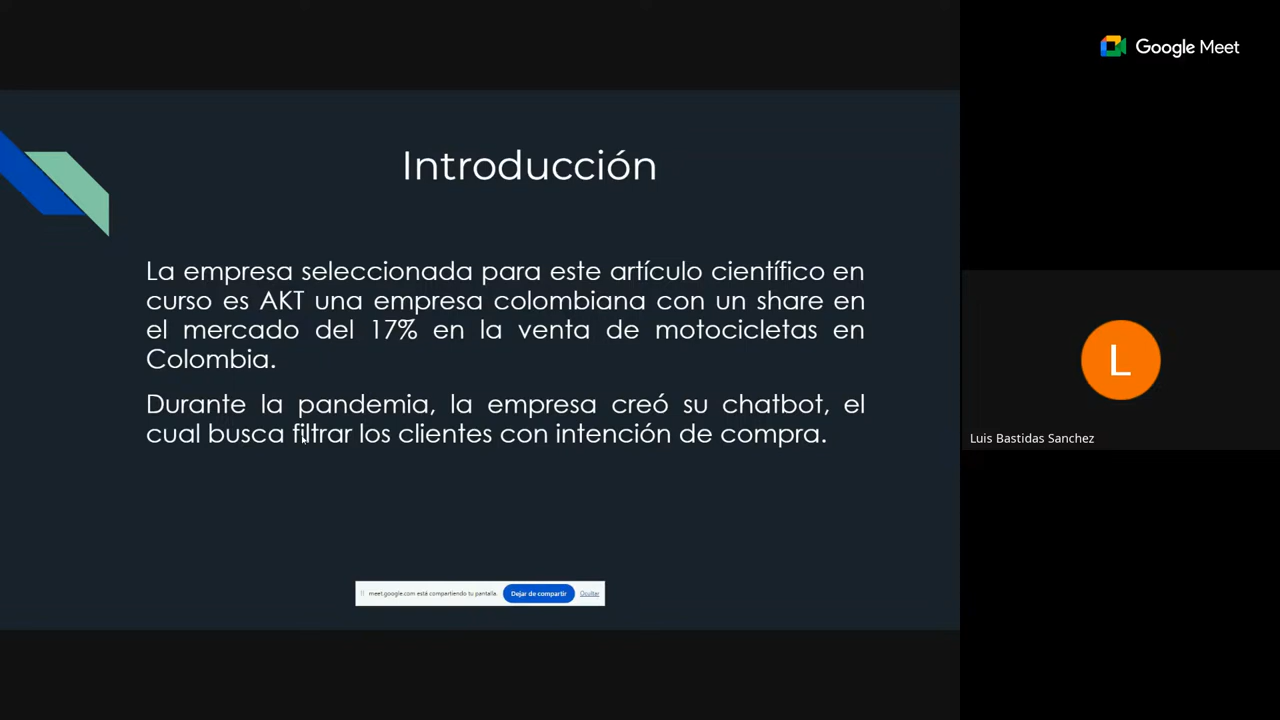 Google Meet
Introducción
La empresa seleccionada para este artículo científico en
curso es AKT una empresa colombiana con un share en
el mercado del 17% en la venta de motocicletas en
Colombia.
Durante la pandemia, la empresa creó su chatbot, el
cual busca filtrar los clientes con intención de compra.
L
Luis Bastidas Sanchez
meet.google.com está compartiendo tu pantalla. Dejar de compartir Ocultar